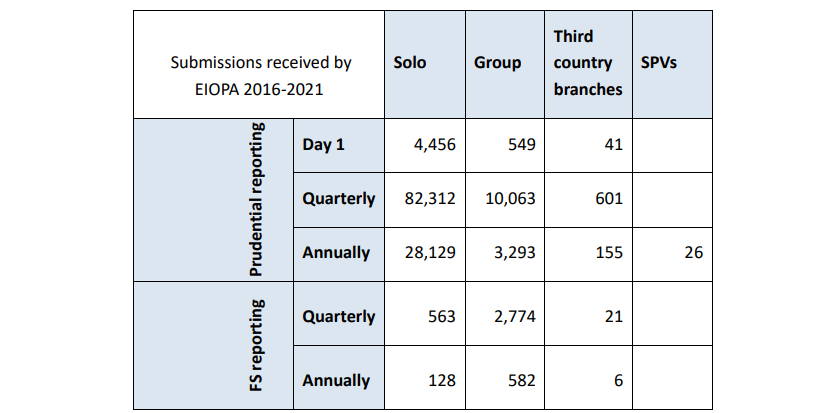 Submissions received by
EIOPA 2016-2021
Solo
Group
Third
country
branches
SPVs
Prudential reporting
Day 1 4,456 549 41
Quarterly 82,312 10,063 601
Annually 28,129 3,293 155 26
FS reporting
Quarterly 563 2,774 21
Annually 128 582 6